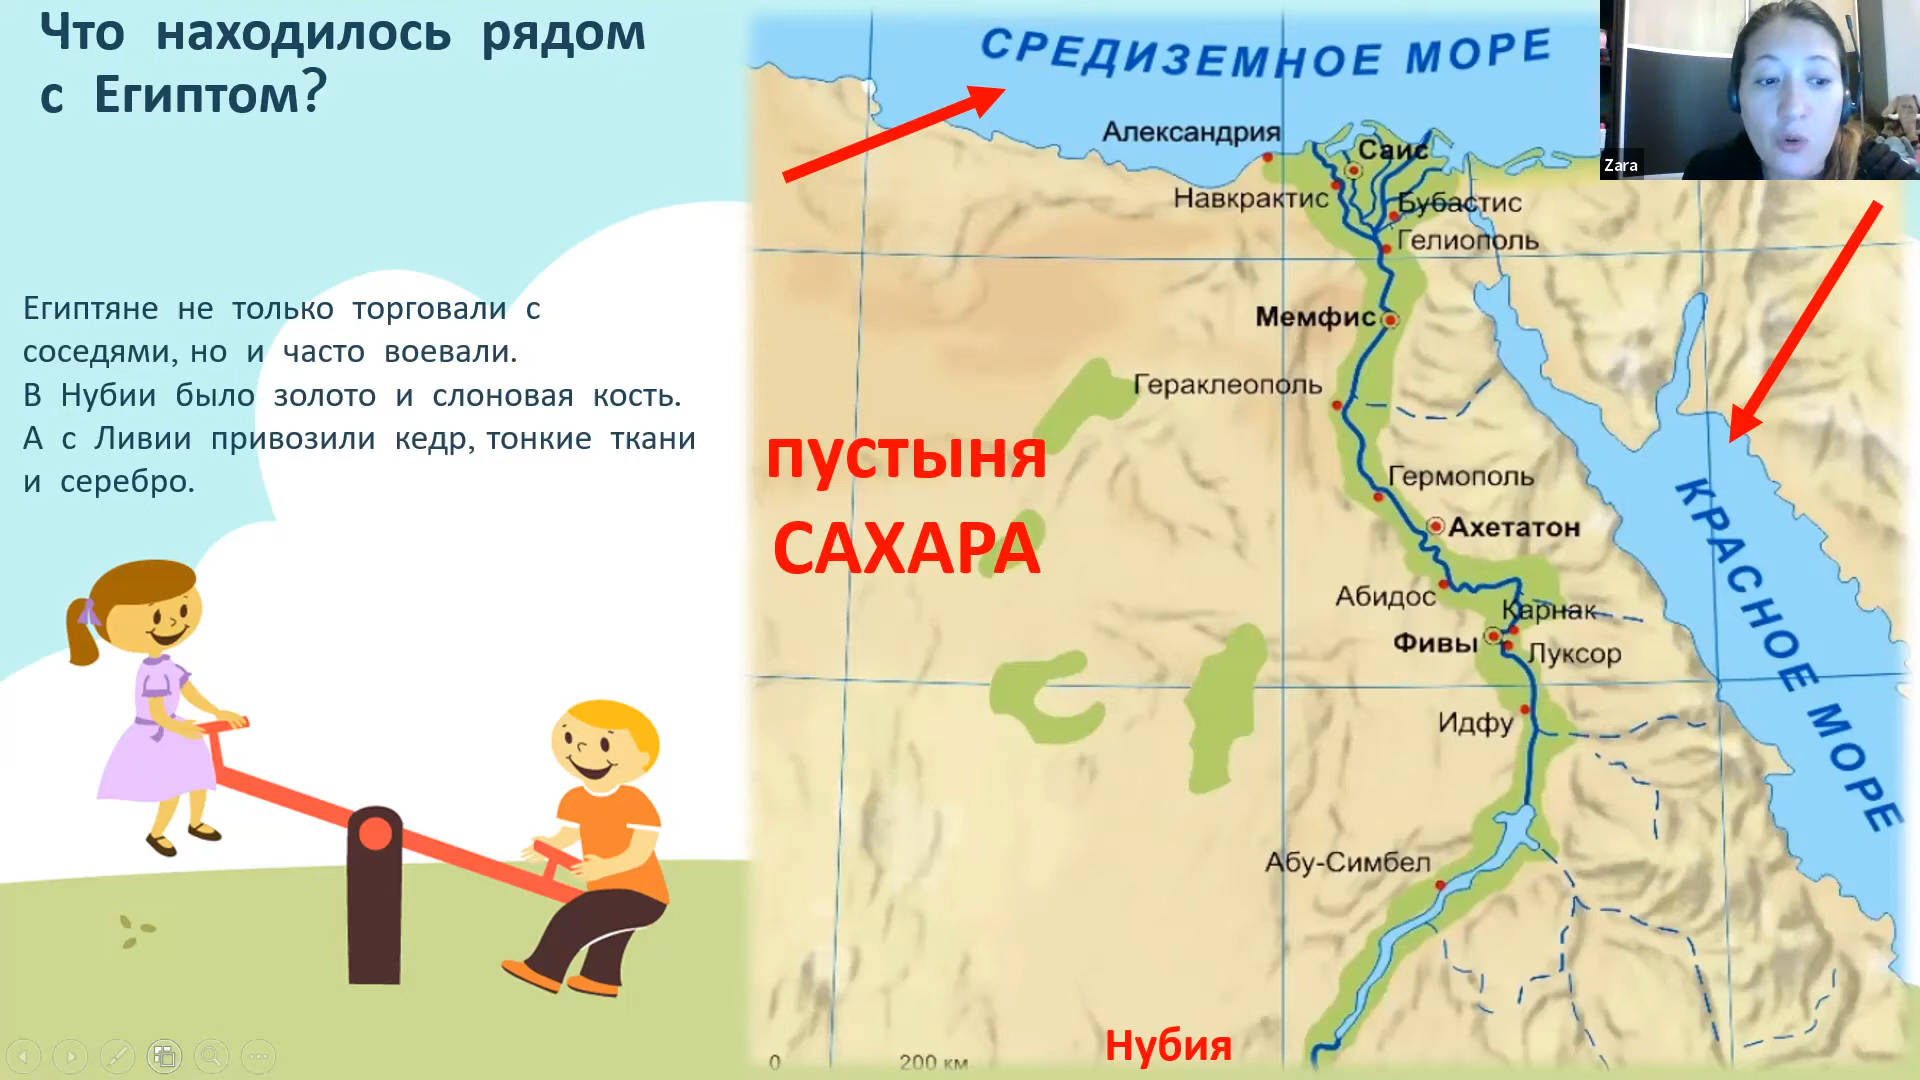 Что находилось рядом
с Египтом?
Египтяне не только торговали с
соседями, но и часто воевали.
В Нубии было золото и слоновая кость.
А с Ливии привозили кедр, тонкие ткани
и серебро.
СРЕДИЗЕМНОЕ МОРЕ
Zara
Александрия
Саис
Навкрактис
Бубастис
Гелиополь
Мемфис
Гераклеополь
пустыня
САХАРА
Гермополь
Ахетатон
КРАСНОЕ МОРЕ
Абидос
Карнак
Фивы
Луксор
Идфу
Абу-Симбел
Нубия
0 200 км